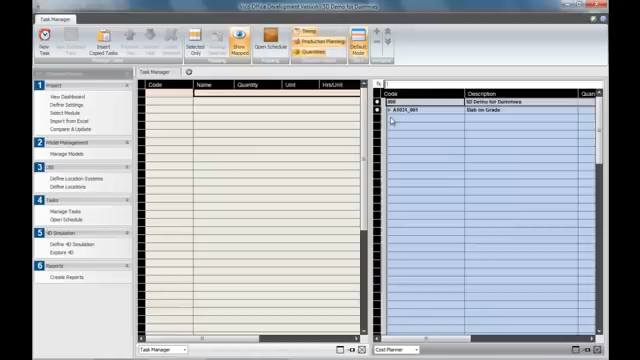 Vico Office Development Version | 5D Demo for Dummies
Task Manager
New Task
Insert Copied Tasks
Selected Only
Show Mapped
Open Schedule
Timing
Production Planning
Quantities
Default Mode
Task Manager
1 Project
View Dashboard
Define Settings
Select Module
Import from Excel
Compare & Update
2 Model Management
Manage Models
3 LBS
Define Location Systems
Define Locations
4 Tasks
Manage Tasks
Open Schedule
5 4D Simulation
Define 4D Simulation
Explore 4D
6 Reports
Create Reports
Code Name Quantity Unit Hrs/Unit
Code Description Quan
000 5D Demo for Dummies
A1031_001 Slab on Grade
Task Manager
Cost Planner